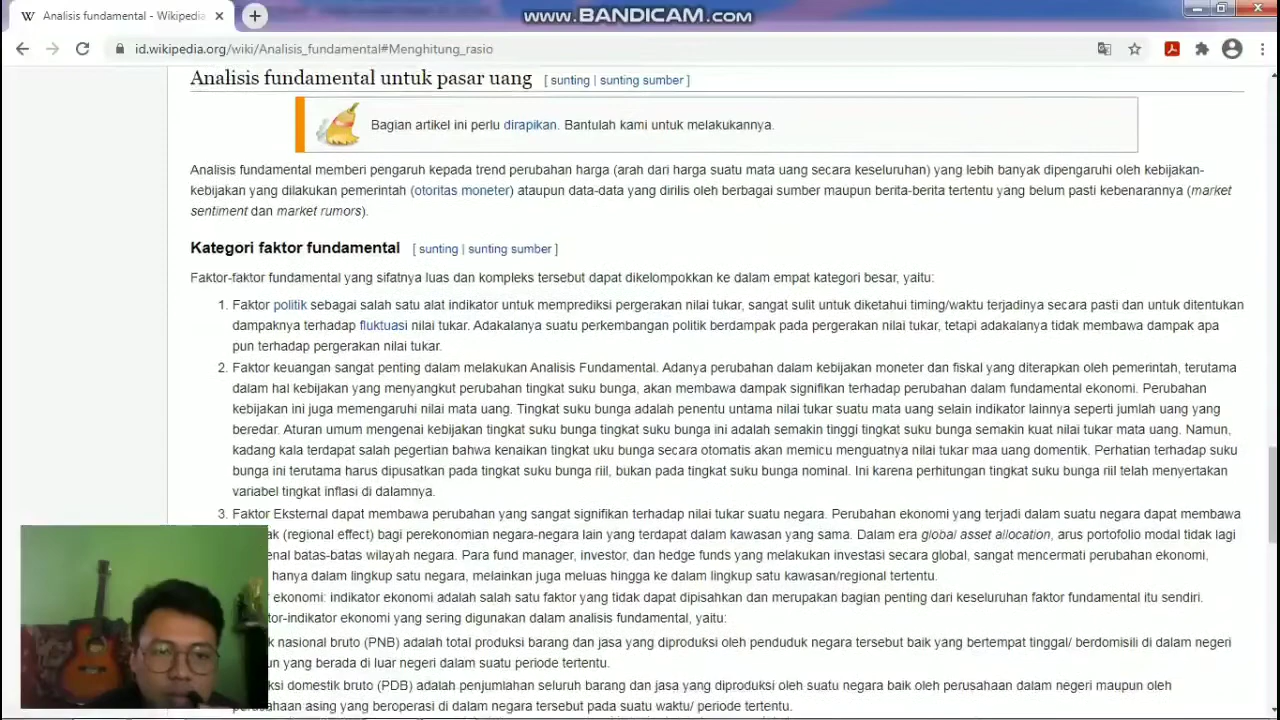 Analisis fundamental - Wikipedia
www.BANDICAM.com
id.wikipedia.org/wiki/Analisis_fundamental#Menghitung_rasio
Analisis fundamental untuk pasar uang [ sunting | sunting sumber ]
Bagian artikel ini perlu dirapikan. Bantulah kami untuk melakukannya.
Analisis fundamental memberi pengaruh kepada trend perubahan harga (arah dari harga suatu mata uang secara keseluruhan) yang lebih banyak dipengaruhi oleh kebijakan-
kebijakan yang dilakukan pemerintah (otoritas moneter) ataupun data-data yang dirilis oleh berbagai sumber maupun berita-berita tertentu yang belum pasti kebenarannya (market
sentiment dan market rumors).
Kategori faktor fundamental [ sunting | sunting sumber ]
Faktor-faktor fundamental yang sifatnya luas dan kompleks tersebut dapat dikelompokkan ke dalam empat kategori besar, yaitu:
1. Faktor politik sebagai salah satu alat indikator untuk memprediksi pergerakan nilai tukar, sangat sulit untuk diketahui timing/waktu terjadinya secara pasti dan untuk ditentukan
dampaknya terhadap fluktuasi nilai tukar. Adakalanya suatu perkembangan politik berdampak pada pergerakan nilai tukar, tetapi adakalanya tidak membawa dampak apa
pun terhadap pergerakan nilai tukar.
2. Faktor keuangan sangat penting dalam melakukan Analisis Fundamental. Adanya perubahan dalam kebijakan moneter dan fiskal yang diterapkan oleh pemerintah, terutama
dalam hal kebijakan yang menyangkut perubahan tingkat suku bunga, akan membawa dampak signifikan terhadap perubahan dalam fundamental ekonomi. Perubahan
kebijakan ini juga memengaruhi nilai mata uang. Tingkat suku bunga adalah penentu untama nilai tukar suatu mata uang selain indikator lainnya seperti jumlah uang yang
beredar. Aturan umum mengenai kebijakan tingkat suku bunga tingkat suku bunga ini adalah semakin tinggi tingkat suku bunga semakin kuat nilai tukar mata uang. Namun,
kadang kala terdapat salah pegertian bahwa kenaikan tingkat uku bunga secara otomatis akan memicu menguatnya nilai tukar maa uang domentik. Perhatian terhadap suku
bunga ini terutama harus dipusatkan pada tingkat suku bunga riil, bukan pada tingkat suku bunga nominal. Ini karena perhitungan tingkat suku bunga riil telah menyertakan
variabel tingkat inflasi di dalamnya.
3. Faktor Eksternal dapat membawa perubahan yang sangat signifikan terhadap nilai tukar suatu negara. Perubahan ekonomi yang terjadi dalam suatu negara dapat membawa
ak (regional effect) bagi perekonomian negara-negara lain yang terdapat dalam kawasan yang sama. Dalam era global asset allocation, arus portofolio modal tidak lagi
enal batas-batas wilayah negara. Para fund manager, investor, dan hedge funds yang melakukan investasi secara global, sangat mencermati perubahan ekonomi,
hanya dalam lingkup satu negara, melainkan juga meluas hingga ke dalam lingkup satu kawasan/regional tertentu.
ekonomi: indikator ekonomi adalah salah satu faktor yang tidak dapat dipisahkan dan merupakan bagian penting dari keseluruhan faktor fundamental itu sendiri.
or-indikator ekonomi yang sering digunakan dalam analisis fundamental, yaitu:
k nasional bruto (PNB) adalah total produksi barang dan jasa yang diproduksi oleh penduduk negara tersebut baik yang bertempat tinggal/ berdomisili di dalam negeri
un yang berada di luar negeri dalam suatu periode tertentu.
ksi domestik bruto (PDB) adalah penjumlahan seluruh barang dan jasa yang diproduksi oleh suatu negara baik oleh perusahaan dalam negeri maupun oleh
usahaan asing yang beroperasi di dalam negara tersebut pada suatu waktu/ periode tertentu.